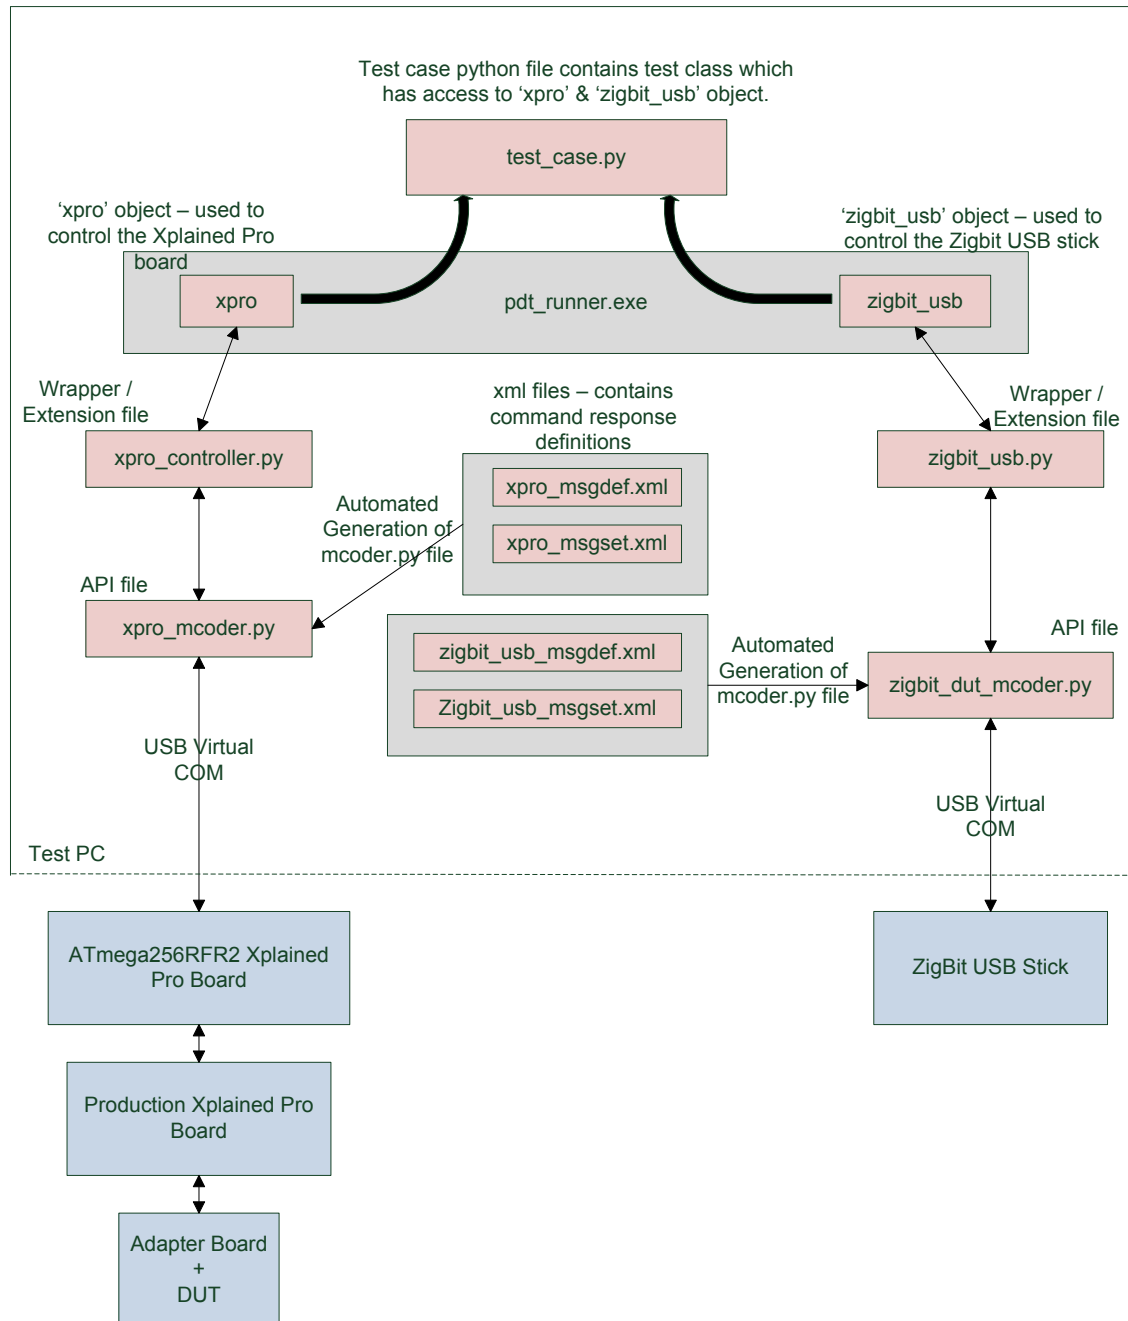 Test case python file contains test class which
has access to ‘xpro’ & ‘zigbit_usb’ object.
test_case.py
‘xpro’ object – used to
control the Xplained Pro
board
‘zigbit_usb’ object – used to
control the Zigbit USB stick
xpro
pdt_runner.exe
zigbit_usb
Wrapper /
Extension file
xml files – contains
command response
definitions
Wrapper /
Extension file
xpro_controller.py
zigbit_usb.py
xpro_msgdef.xml
xpro_msgset.xml
Automated
Generation of
mcoder.py file
API file
xpro_mcoder.py
zigbit_usb_msgdef.xml
Zigbit_usb_msgset.xml
Automated
Generation of
mcoder.py file
API file
zigbit_dut_mcoder.py
USB Virtual
COM
USB Virtual
COM
Test PC
ATmega256RFR2 Xplained
Pro Board
ZigBit USB Stick
Production Xplained Pro
Board
Adapter Board
+
DUT